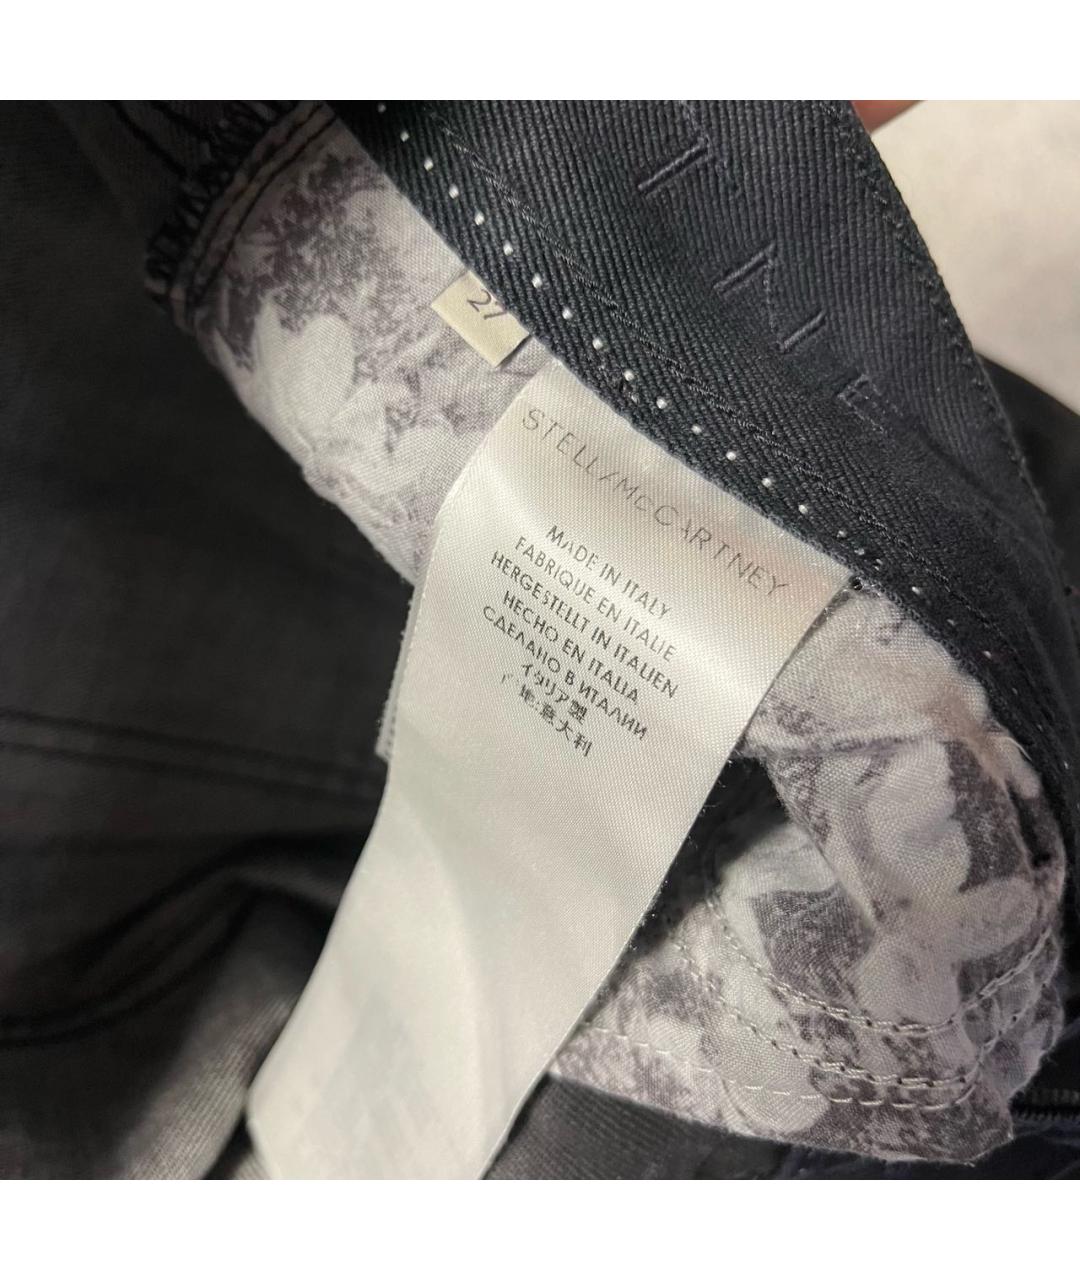 27
STELLA McCARTNEY
MADE IN ITALY
FABRIQUE EN ITALIE
HERGESTELLT IN ITALIEN
HECHO EN ITALIA
СДЕЛАНО В ИТАЛИИ
イタリア製
地:意大利